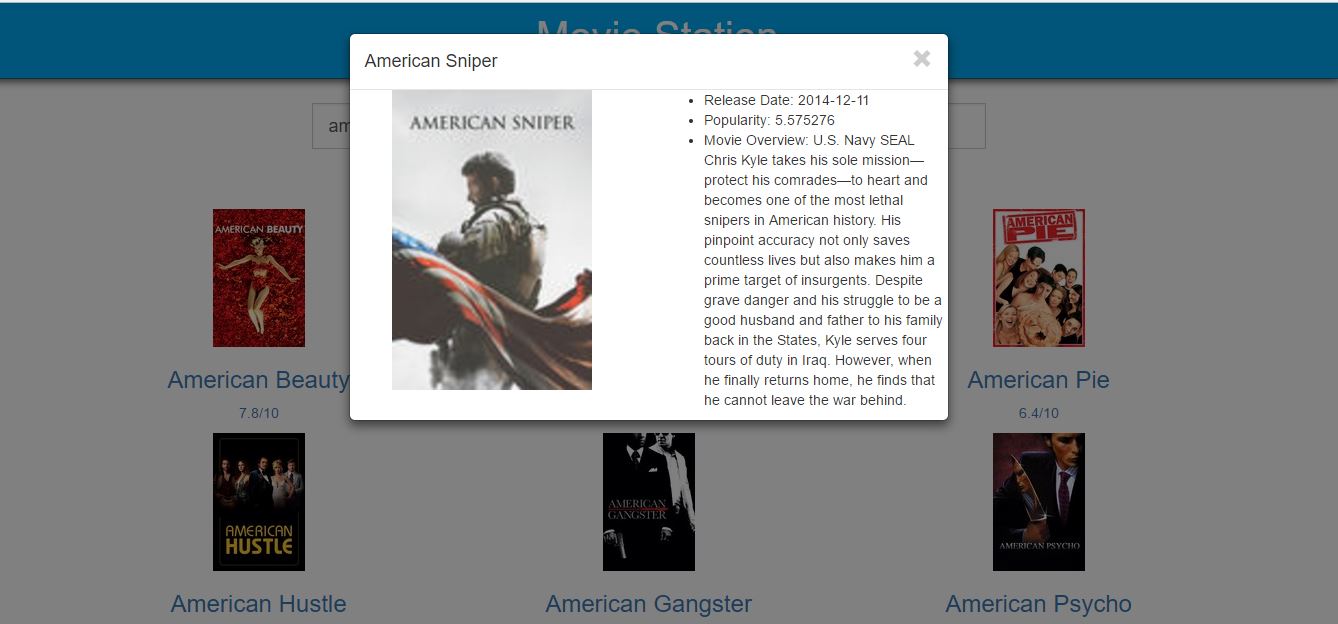 Movie Station
American Sniper
am
AMERICAN SNIPER
• Release Date: 2014-12-11
• Popularity: 5.575276
• Movie Overview: U.S. Navy SEAL
Chris Kyle takes his sole mission—
protect his comrades—to heart and
becomes one of the most lethal
snipers in American history. His
pinpoint accuracy not only saves
countless lives but also makes him a
prime target of insurgents. Despite
grave danger and his struggle to be a
good husband and father to his family
back in the States, Kyle serves four
tours of duty in Iraq. However, when
he finally returns home, he finds that
he cannot leave the war behind.
AMERICAN BEAUTY
AMERICAN
PIE
American Beauty
American Pie
7.8/10
6.4/10
AMERICAN
HUSTLE
AMERICAN
GANGSTER
AMERICAN PSYCHO
American Hustle
American Gangster
American Psycho